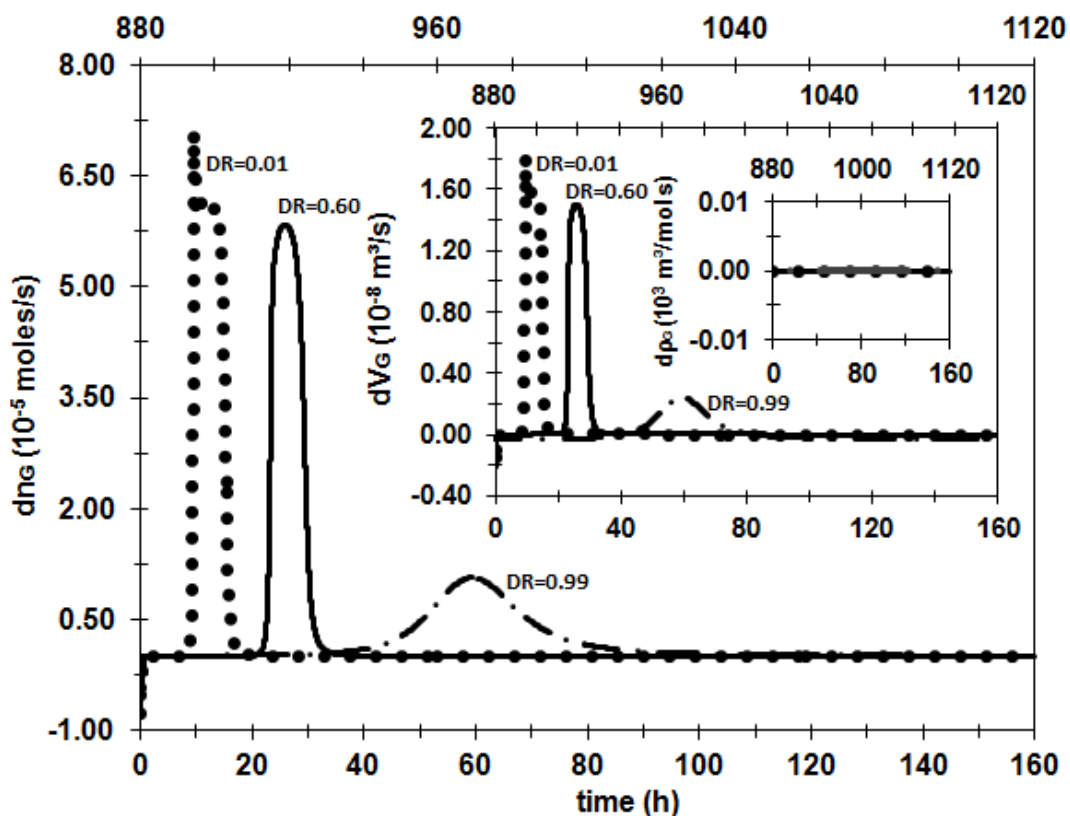 880 960 1040 1120
8.00
6.50
5.00
3.50
2.00
0.50
-1.00
dnG (10⁻⁵ moles/s)
0 20 40 60 80 100 120 140 160
time (h)
DR=0.01
DR=0.60
DR=0.99
880 960 1040 1120
2.00
1.60
1.20
0.80
0.40
0.00
-0.40
dVG (10⁻⁸ m³/s)
0 40 80 120 160
DR=0.01
DR=0.60
DR=0.99
880 1000 1120
0.01
0.00
-0.01
dpG (10³ m³/mols)
0 80 160